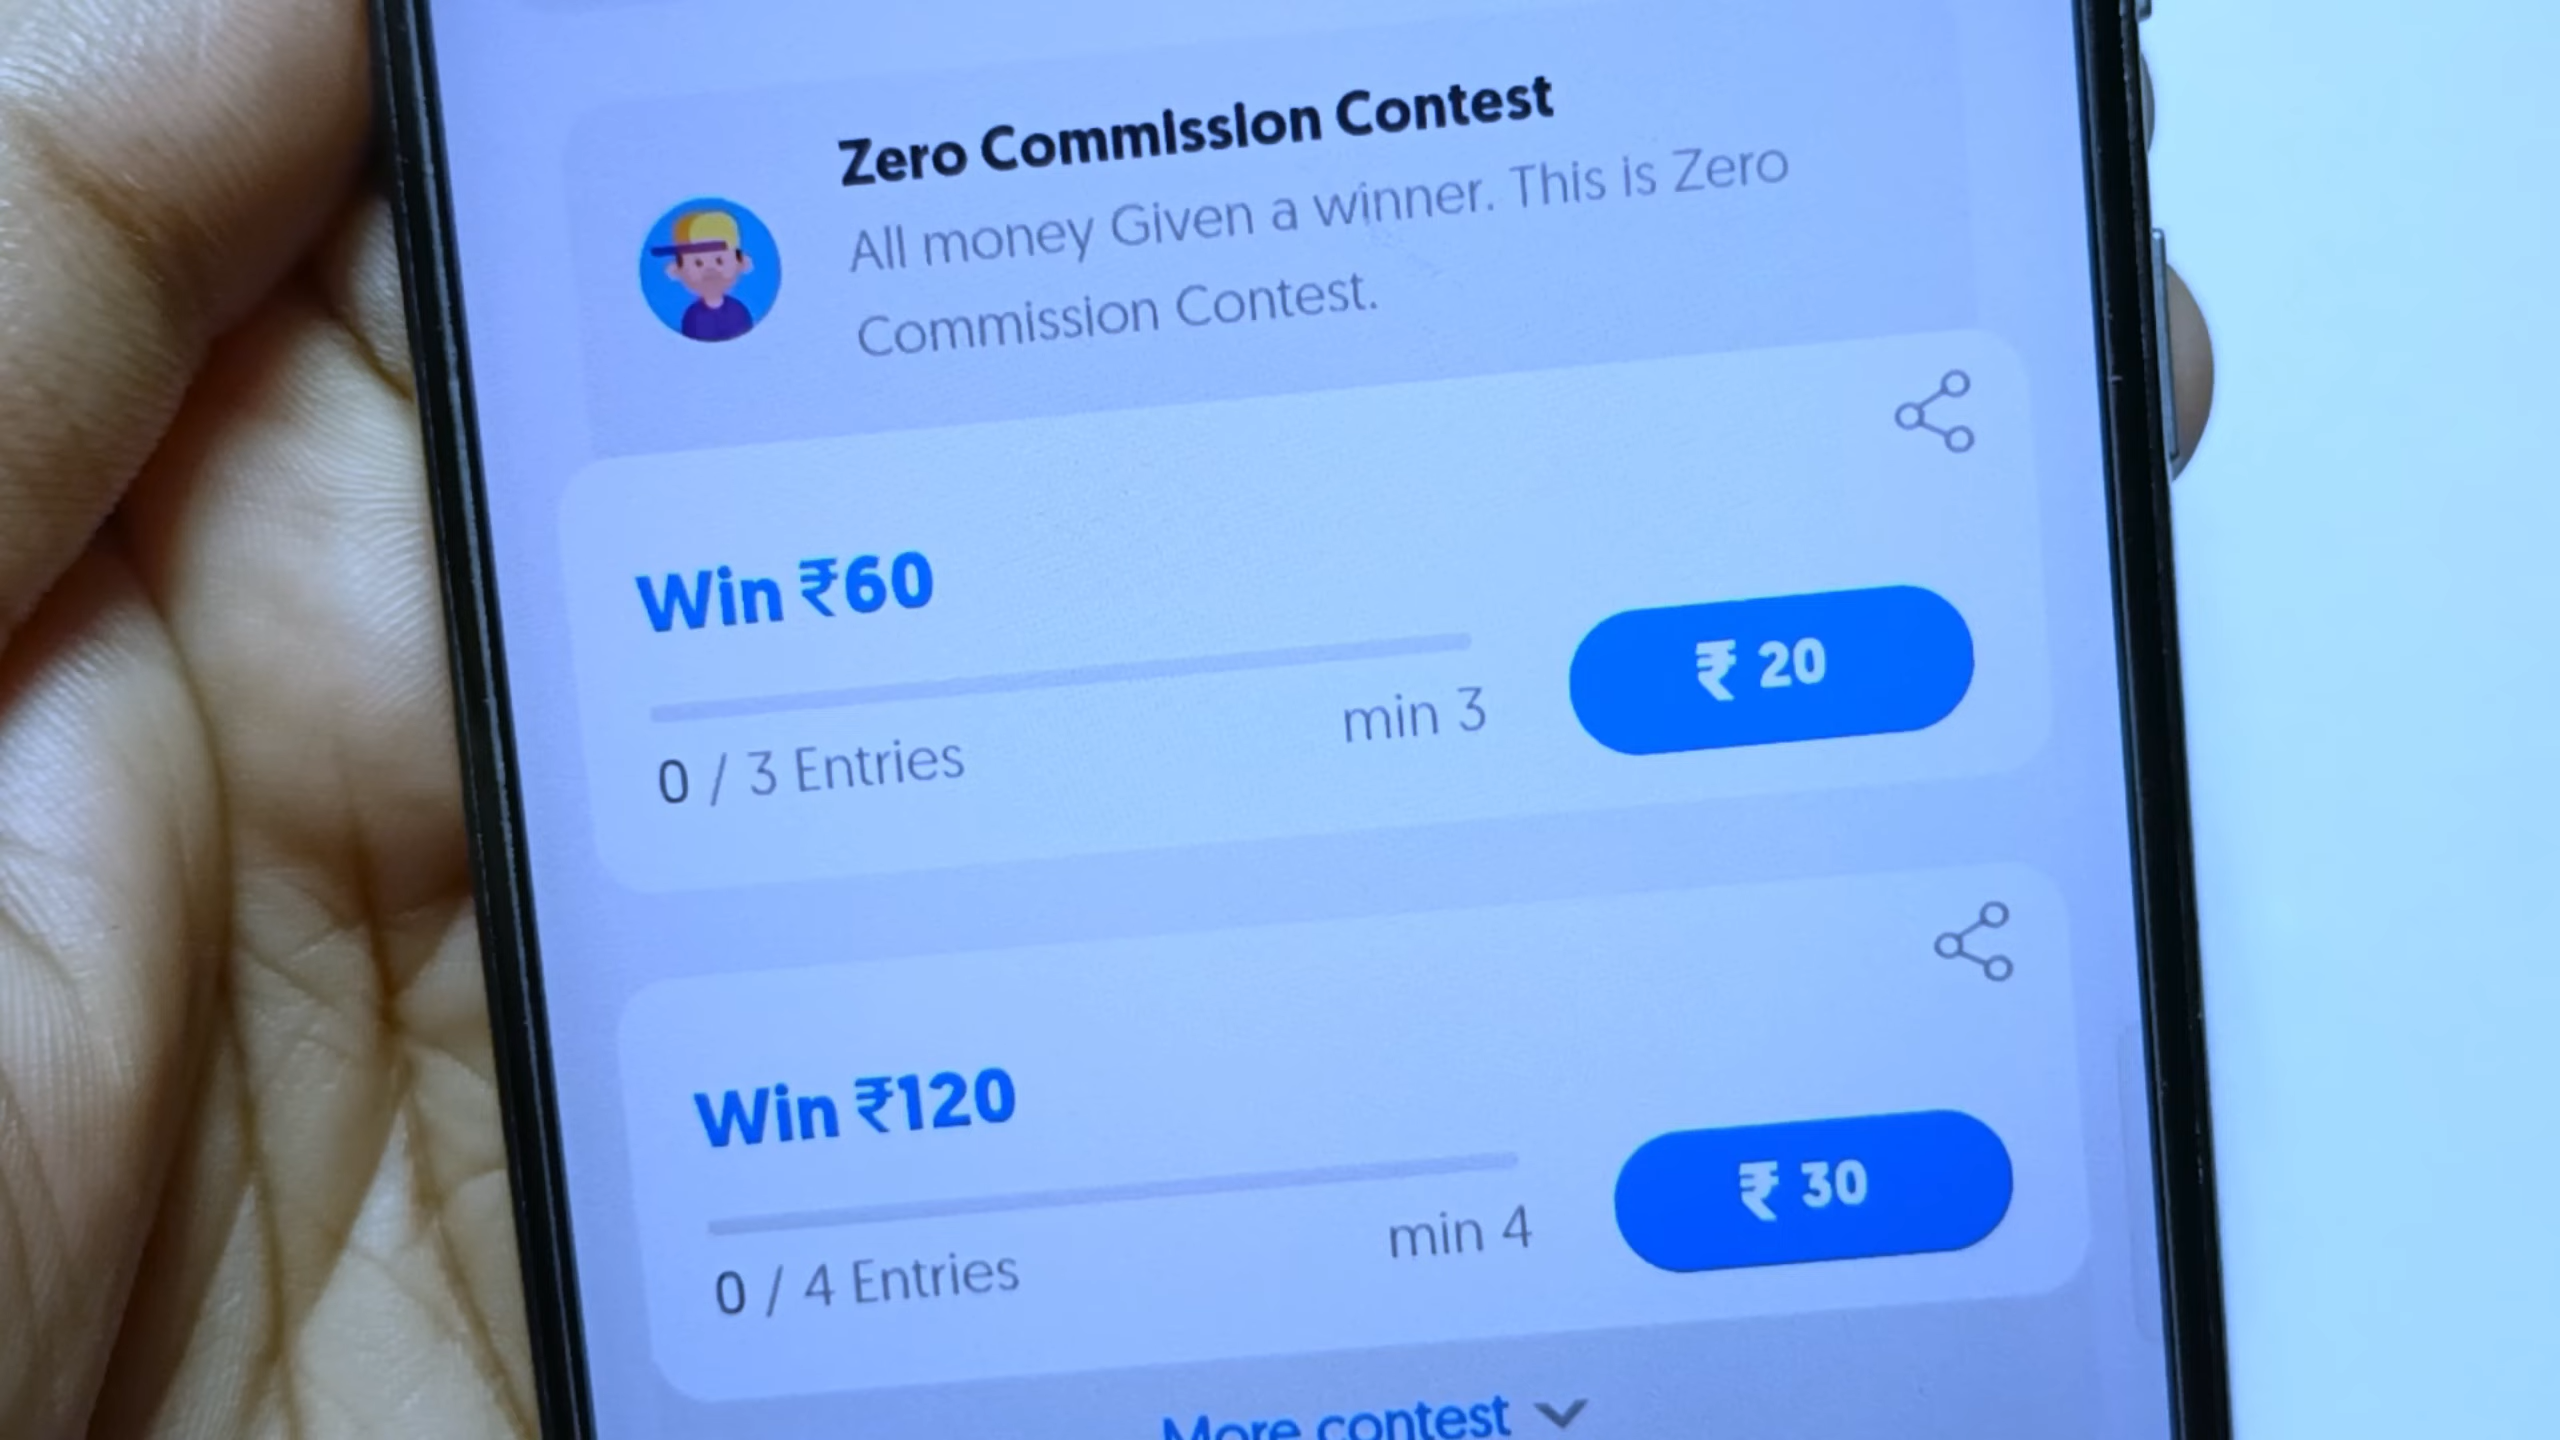 Zero Commission Contest
All money Given a winner. This is Zero
Commission Contest.
Win ₹60
₹ 20
min 3
0 / 3 Entries
Win ₹120
₹ 30
min 4
0 / 4 Entries
More contest